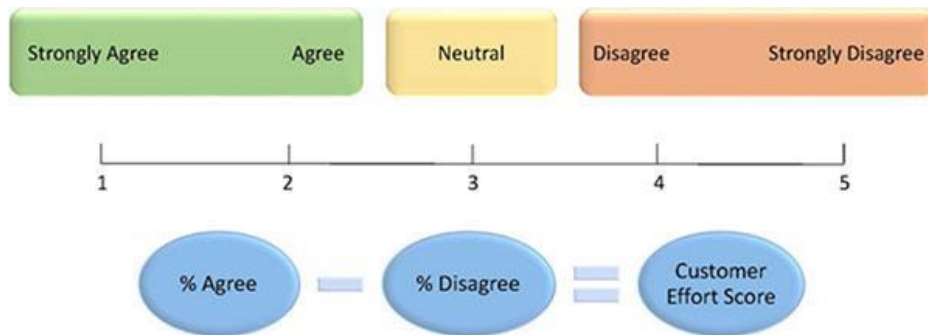 Strongly Agree Agree Neutral Disagree Strongly Disagree
1 2 3 4 5
% Agree % Disagree Customer
Effort Score